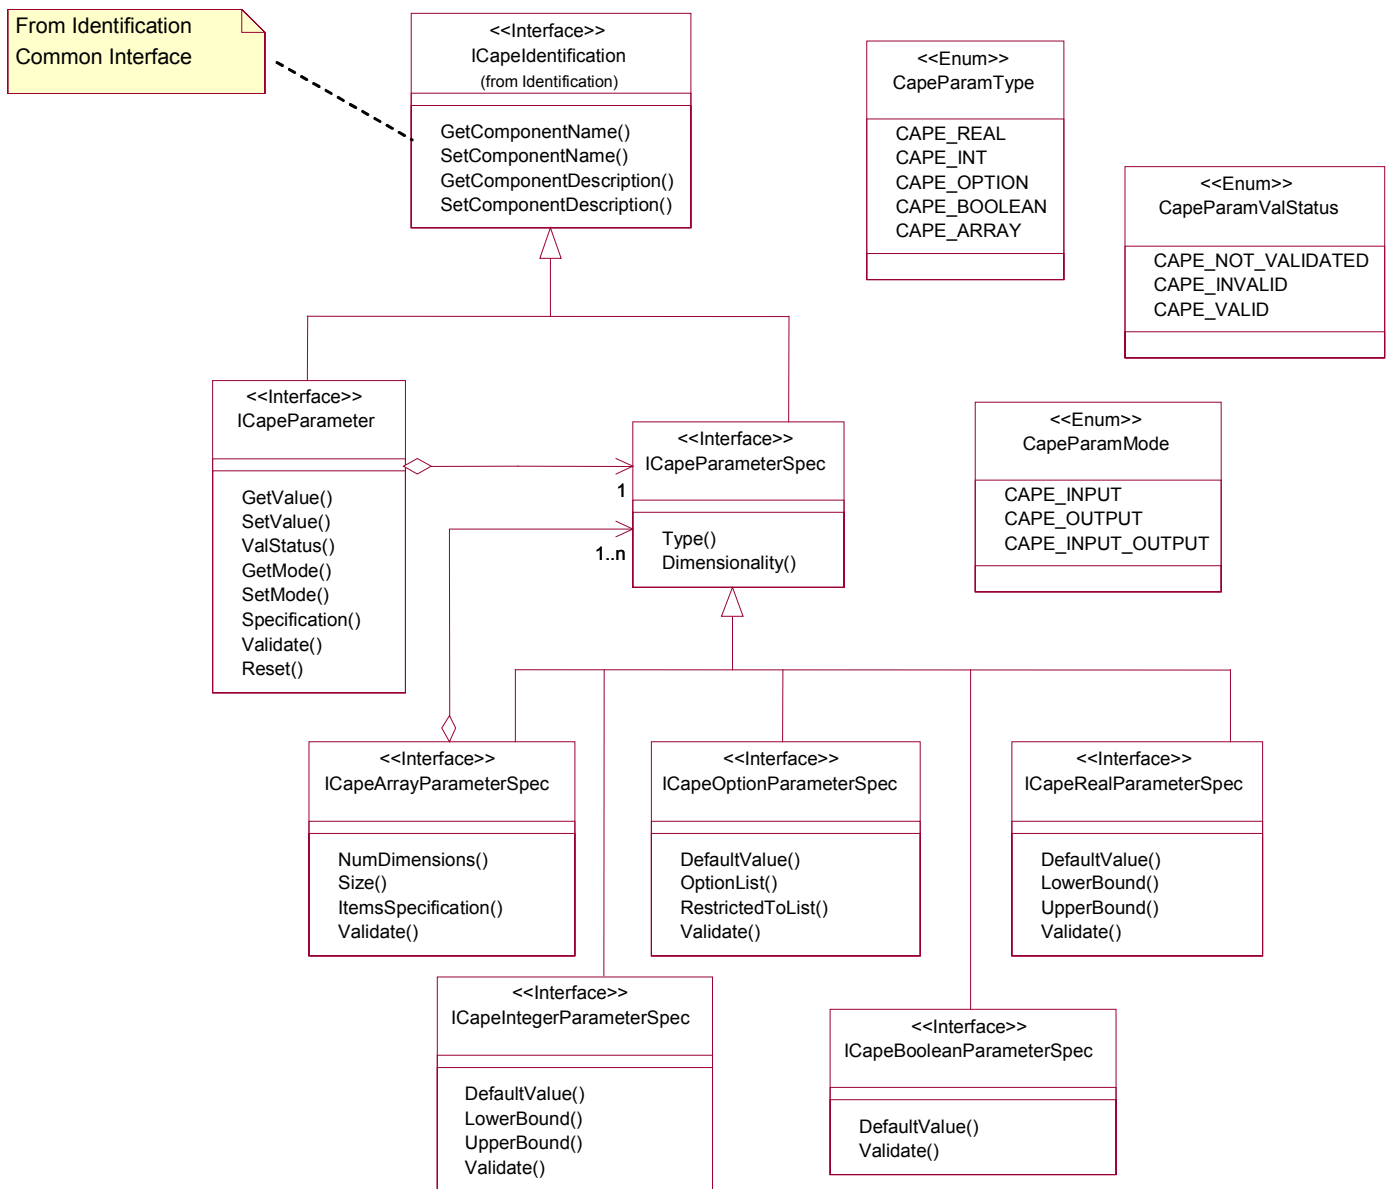 From Identification
Common Interface
<<Interface>>
ICapeIdentification
(from Identification)
GetComponentName()
SetComponentName()
GetComponentDescription()
SetComponentDescription()
<<Enum>>
CapeParamType
CAPE_REAL
CAPE_INT
CAPE_OPTION
CAPE_BOOLEAN
CAPE_ARRAY
<<Enum>>
CapeParamValStatus
CAPE_NOT_VALIDATED
CAPE_INVALID
CAPE_VALID
<<Interface>>
ICapeParameter
GetValue()
SetValue()
ValStatus()
GetMode()
SetMode()
Specification()
Validate()
Reset()
1
1..n
<<Interface>>
ICapeParameterSpec
Type()
Dimensionality()
<<Enum>>
CapeParamMode
CAPE_INPUT
CAPE_OUTPUT
CAPE_INPUT_OUTPUT
<<Interface>>
ICapeArrayParameterSpec
NumDimensions()
Size()
ItemsSpecification()
Validate()
<<Interface>>
ICapeOptionParameterSpec
DefaultValue()
OptionList()
RestrictedToList()
Validate()
<<Interface>>
ICapeRealParameterSpec
DefaultValue()
LowerBound()
UpperBound()
Validate()
<<Interface>>
ICapeIntegerParameterSpec
DefaultValue()
LowerBound()
UpperBound()
Validate()
<<Interface>>
ICapeBooleanParameterSpec
DefaultValue()
Validate()